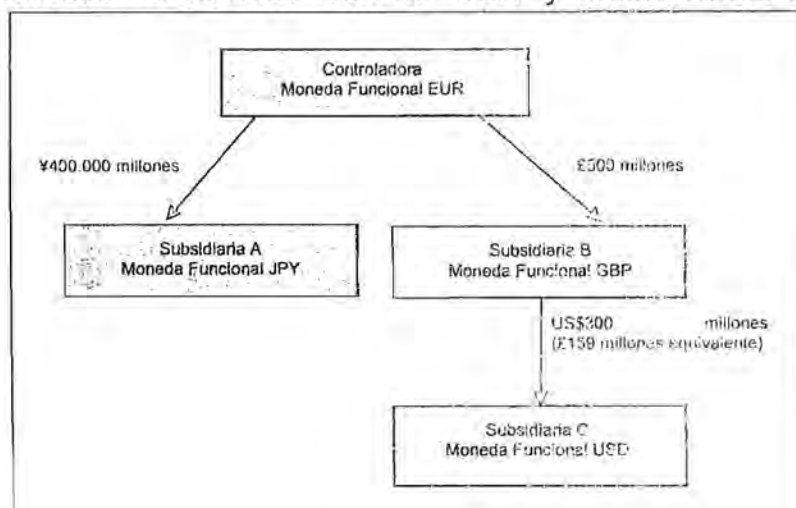 Controladora
Moneda Funcional EUR
¥400.000 millones
£500 millones
Subsidiaria A
Moneda Funcional JPY
Subsidiaria B
Moneda Funcional GBP
US$300 millones
(£159 millones equivalente)
Subsidiaria C
Moneda Funcional USD